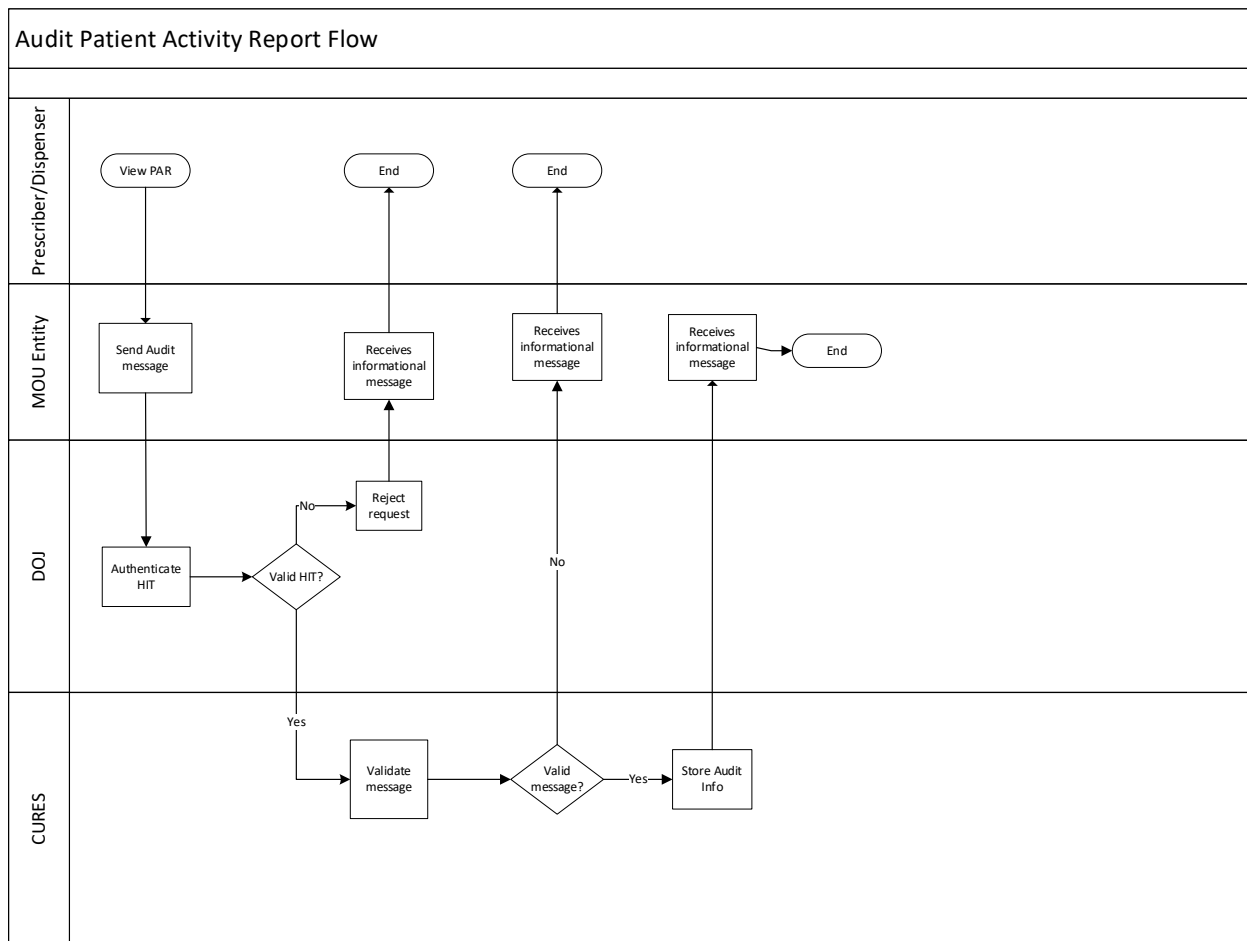 Audit Patient Activity Report Flow
Prescriber/Dispenser
View PAR
End
End
MOU Entity
Send Audit
message
Receives
informational
message
Receives
informational
message
Receives
informational
message
End
DOJ
Authenticate
HIT
Valid HIT?
No
Reject
request
No
CURES
Yes
Validate
message
Valid
message?
Yes
Store Audit
Info